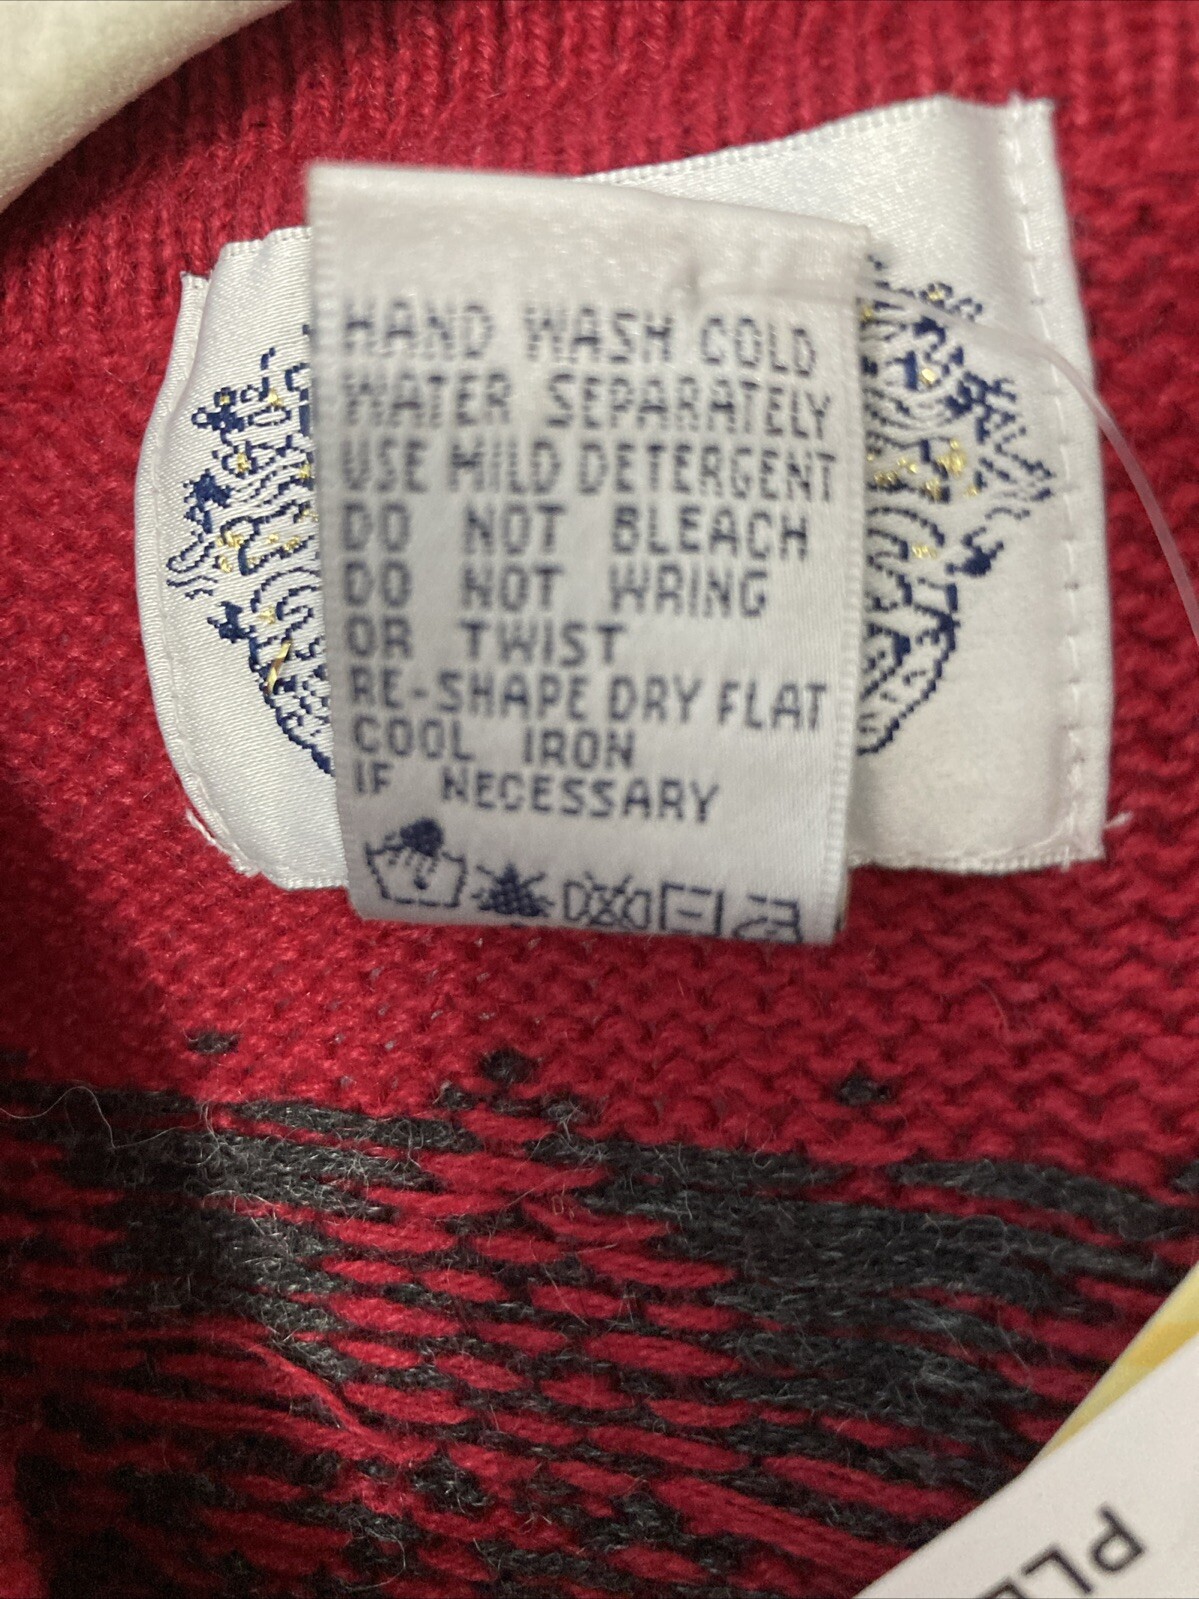 HAND WASH COLD
WATER SEPARATELY
USE MILD DETERGENT
DO NOT BLEACH
DO NOT WRING
OR TWIST
RE-SHAPE DRY FLAT
COOL IRON
IF NECESSARY